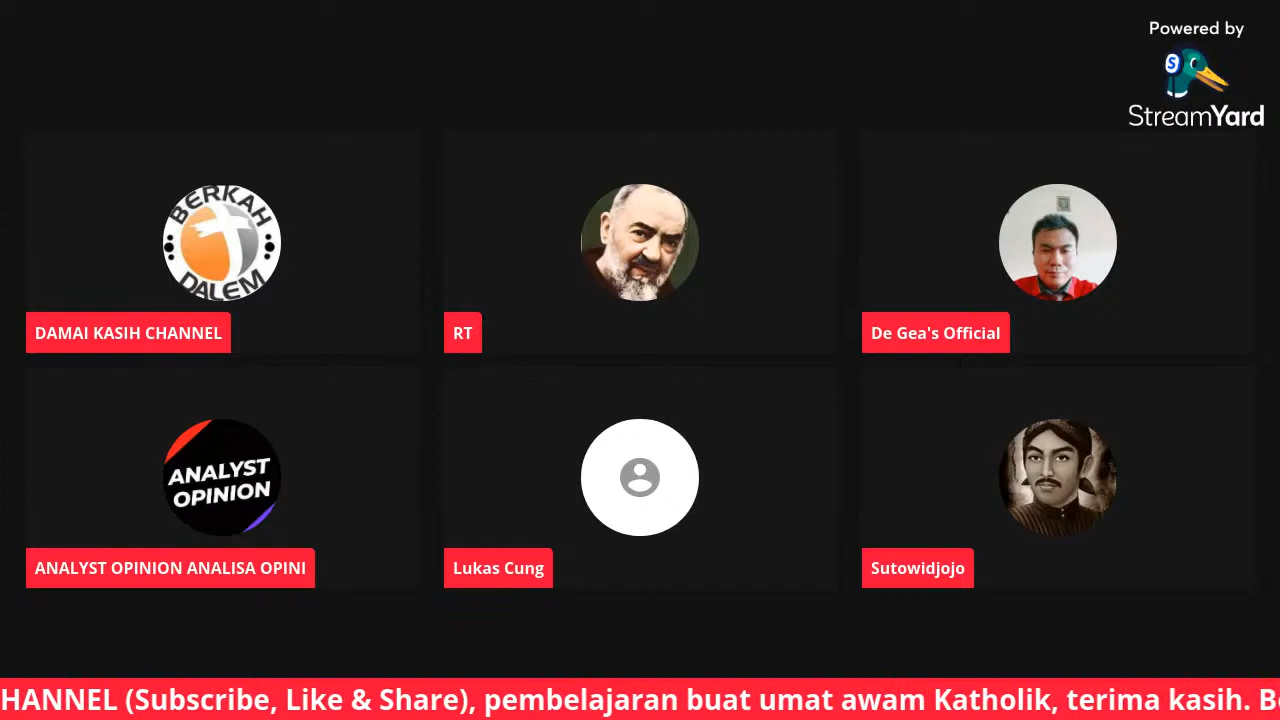 Powered by
S
StreamYard
BERKAH
DALEM
DAMAI KASIH CHANNEL
RT
De Gea's Official
ANALYST
OPINION
ANALYST OPINION ANALISA OPINI
Lukas Cung
Sutowidjojo
HANNEL (Subscribe, Like & Share), pembelajaran buat umat awam Katholik, terima kasih.